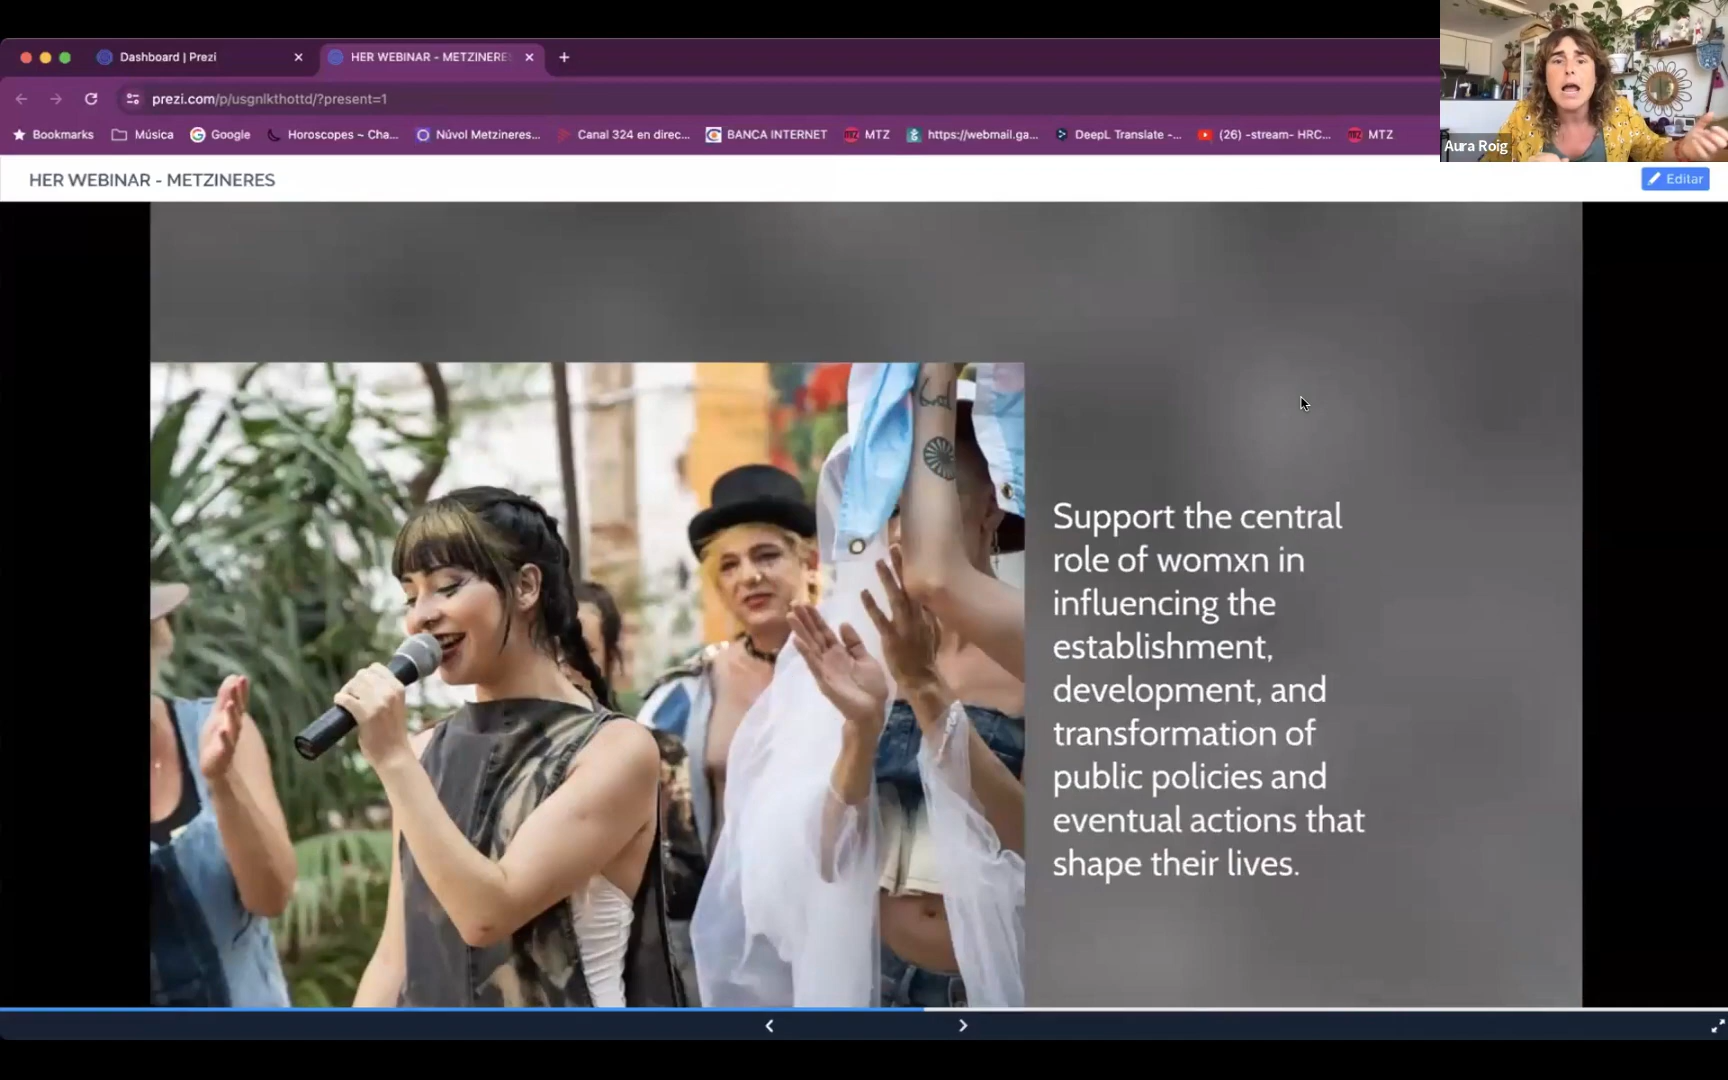 Dashboard | Prezi
HER WEBINAR - METZINERES
prezi.com/p/usgnlkthottd/?present=1
Bookmarks
Música
Google
Horoscopes ~ Cha...
Núvol Metzineres...
Canal 324 en direc...
BANCA INTERNET
MTZ
https://webmail.ga...
DeepL Translate -...
(26) -stream- HRC...
MTZ
Aura Roig
HER WEBINAR - METZINERES
Editar
Support the central
role of womxn in
influencing the
establishment,
development, and
transformation of
public policies and
eventual actions that
shape their lives.